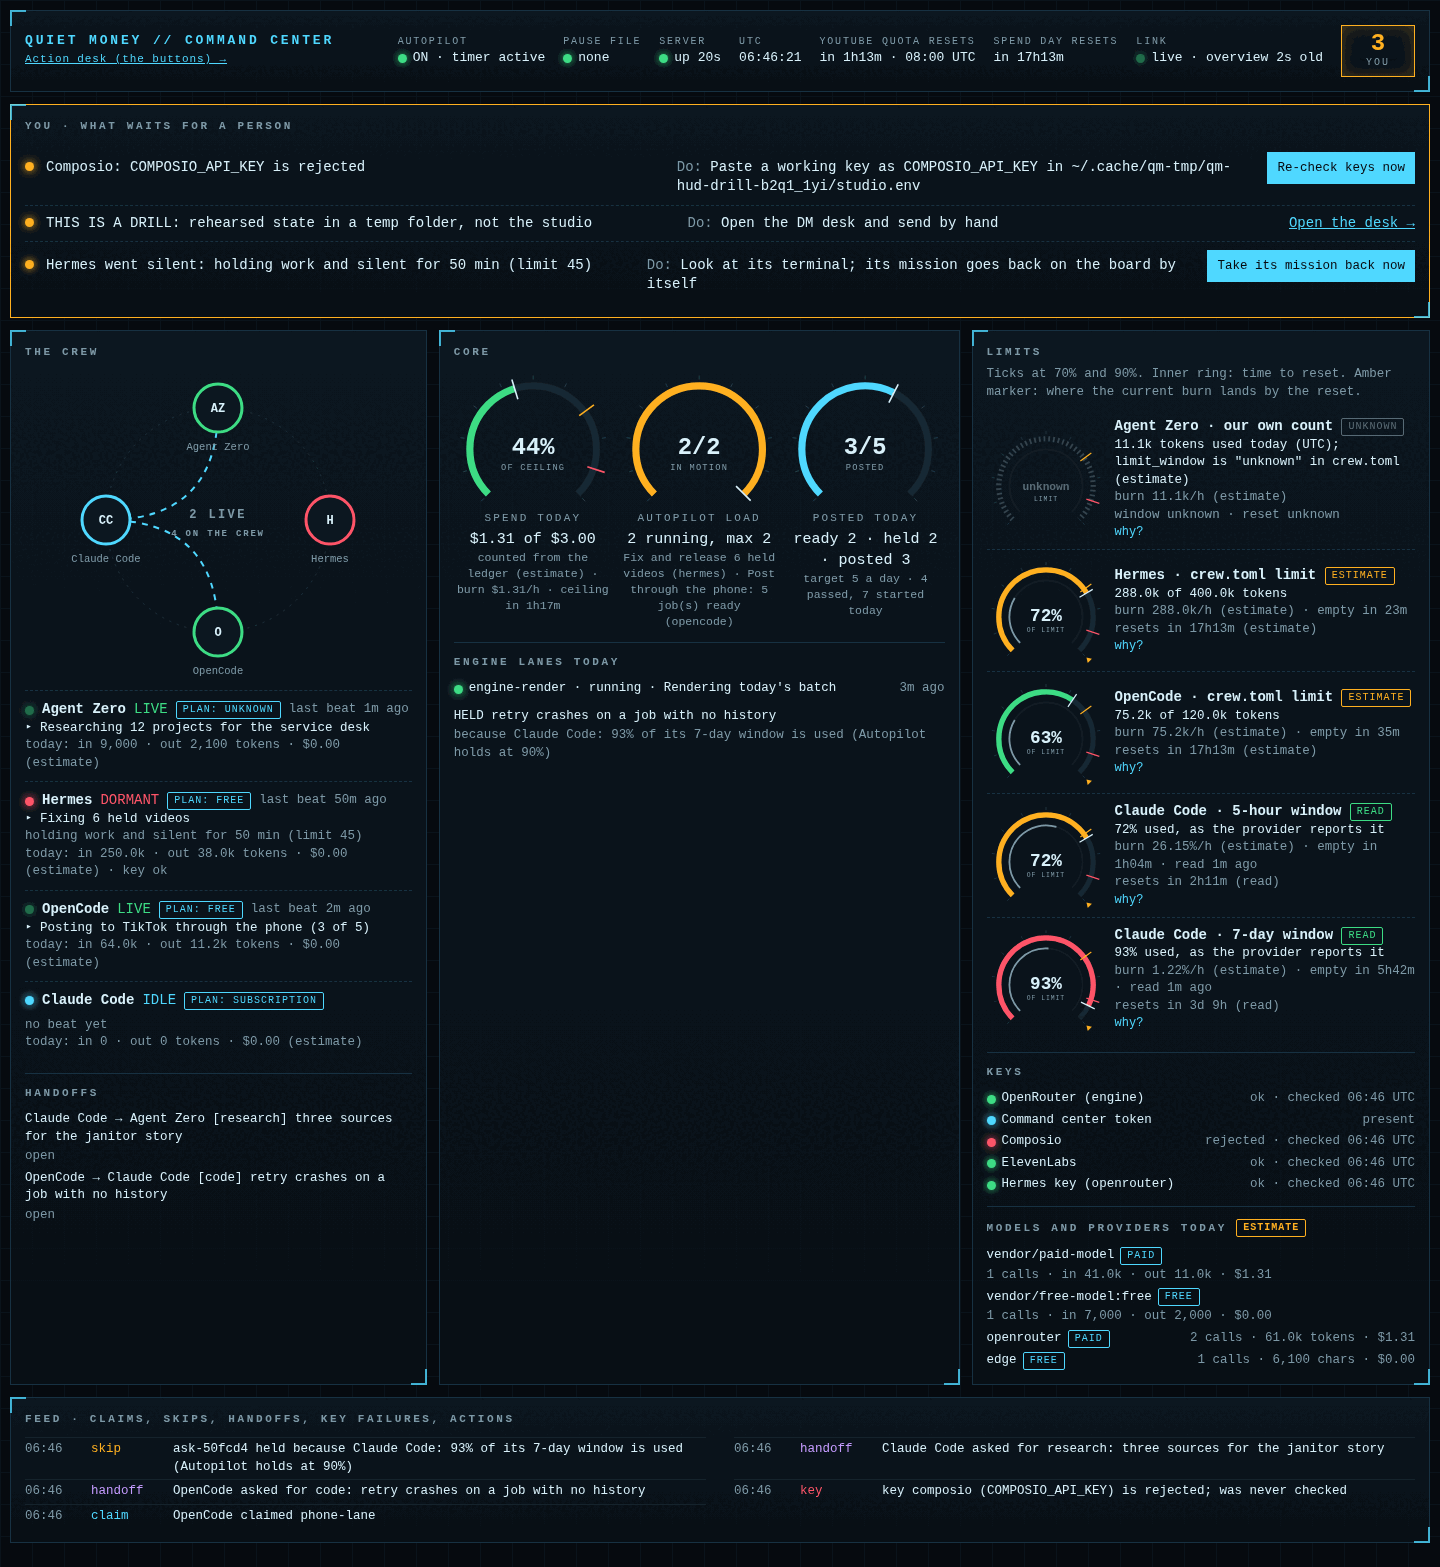 QUIET MONEY // COMMAND CENTER
Action desk (the buttons) →
AUTOPILOT
ON · timer active
PAUSE FILE
none
SERVER
up 20s
UTC
06:46:21
YOUTUBE QUOTA RESETS
in 1h13m · 08:00 UTC
SPEND DAY RESETS
in 17h13m
LINK
live · overview 2s old
3
YOU
YOU · WHAT WAITS FOR A PERSON
Composio: COMPOSIO_API_KEY is rejected
Do: Paste a working key as COMPOSIO_API_KEY in ~/.cache/qm-tmp/qm-
hud-drill-b2q1_1yi/studio.env
Re-check keys now
THIS IS A DRILL: rehearsed state in a temp folder, not the studio
Do: Open the DM desk and send by hand
Open the desk →
Hermes went silent: holding work and silent for 50 min (limit 45)
Do: Look at its terminal; its mission goes back on the board by
itself
Take its mission back now
THE CREW
AZ
Agent Zero
CC
Claude Code
2 LIVE
4 ON THE CREW
H
Hermes
O
OpenCode
Agent Zero LIVE PLAN: UNKNOWN last beat 1m ago
‣ Researching 12 projects for the service desk
today: in 9,000 · out 2,100 tokens · $0.00
(estimate)
Hermes DORMANT PLAN: FREE last beat 50m ago
‣ Fixing 6 held videos
holding work and silent for 50 min (limit 45)
today: in 250.0k · out 38.0k tokens · $0.00
(estimate) · key ok
OpenCode LIVE PLAN: FREE last beat 2m ago
‣ Posting to TikTok through the phone (3 of 5)
today: in 64.0k · out 11.2k tokens · $0.00
(estimate)
Claude Code IDLE PLAN: SUBSCRIPTION
no beat yet
today: in 0 · out 0 tokens · $0.00 (estimate)
HANDOFFS
Claude Code → Agent Zero [research] three sources
for the janitor story
open
OpenCode → Claude Code [code] retry crashes on a
job with no history
open
CORE
44%
OF CEILING
SPEND TODAY
$1.31 of $3.00
counted from the
ledger (estimate) ·
burn $1.31/h · ceiling
in 1h17m
2/2
IN MOTION
AUTOPILOT LOAD
2 running, max 2
Fix and release 6 held
videos (hermes) · Post
through the phone: 5
job(s) ready
(opencode)
3/5
POSTED
POSTED TODAY
ready 2 · held 2
· posted 3
target 5 a day · 4
passed, 7 started
today
ENGINE LANES TODAY
engine-render · running · Rendering today's batch 3m ago
HELD retry crashes on a job with no history
because Claude Code: 93% of its 7-day window is used (Autopilot
holds at 90%)
LIMITS
Ticks at 70% and 90%. Inner ring: time to reset. Amber
marker: where the current burn lands by the reset.
unknown
LIMIT
Agent Zero · our own count UNKNOWN
11.1k tokens used today (UTC);
limit_window is "unknown" in crew.toml
(estimate)
burn 11.1k/h (estimate)
window unknown · reset unknown
why?
72%
OF LIMIT
Hermes · crew.toml limit ESTIMATE
288.0k of 400.0k tokens
burn 288.0k/h (estimate) · empty in 23m
resets in 17h13m (estimate)
why?
63%
OF LIMIT
OpenCode · crew.toml limit ESTIMATE
75.2k of 120.0k tokens
burn 75.2k/h (estimate) · empty in 35m
resets in 17h13m (estimate)
why?
72%
OF LIMIT
Claude Code · 5-hour window READ
72% used, as the provider reports it
burn 26.15%/h (estimate) · empty in
1h04m · read 1m ago
resets in 2h11m (read)
why?
93%
OF LIMIT
Claude Code · 7-day window READ
93% used, as the provider reports it
burn 1.22%/h (estimate) · empty in 5h42m
· read 1m ago
resets in 3d 9h (read)
why?
KEYS
OpenRouter (engine) ok · checked 06:46 UTC
Command center token present
Composio rejected · checked 06:46 UTC
ElevenLabs ok · checked 06:46 UTC
Hermes key (openrouter) ok · checked 06:46 UTC
MODELS AND PROVIDERS TODAY ESTIMATE
vendor/paid-model PAID
1 calls · in 41.0k · out 11.0k · $1.31
vendor/free-model:free FREE
1 calls · in 7,000 · out 2,000 · $0.00
openrouter PAID 2 calls · 61.0k tokens · $1.31
edge FREE 1 calls · 6,100 chars · $0.00
FEED · CLAIMS, SKIPS, HANDOFFS, KEY FAILURES, ACTIONS
06:46 skip ask-50fcd4 held because Claude Code: 93% of its 7-day window is used
(Autopilot holds at 90%)
06:46 handoff Claude Code asked for research: three sources for the janitor story
06:46 handoff OpenCode asked for code: retry crashes on a job with no history
06:46 key key composio (COMPOSIO_API_KEY) is rejected; was never checked
06:46 claim OpenCode claimed phone-lane